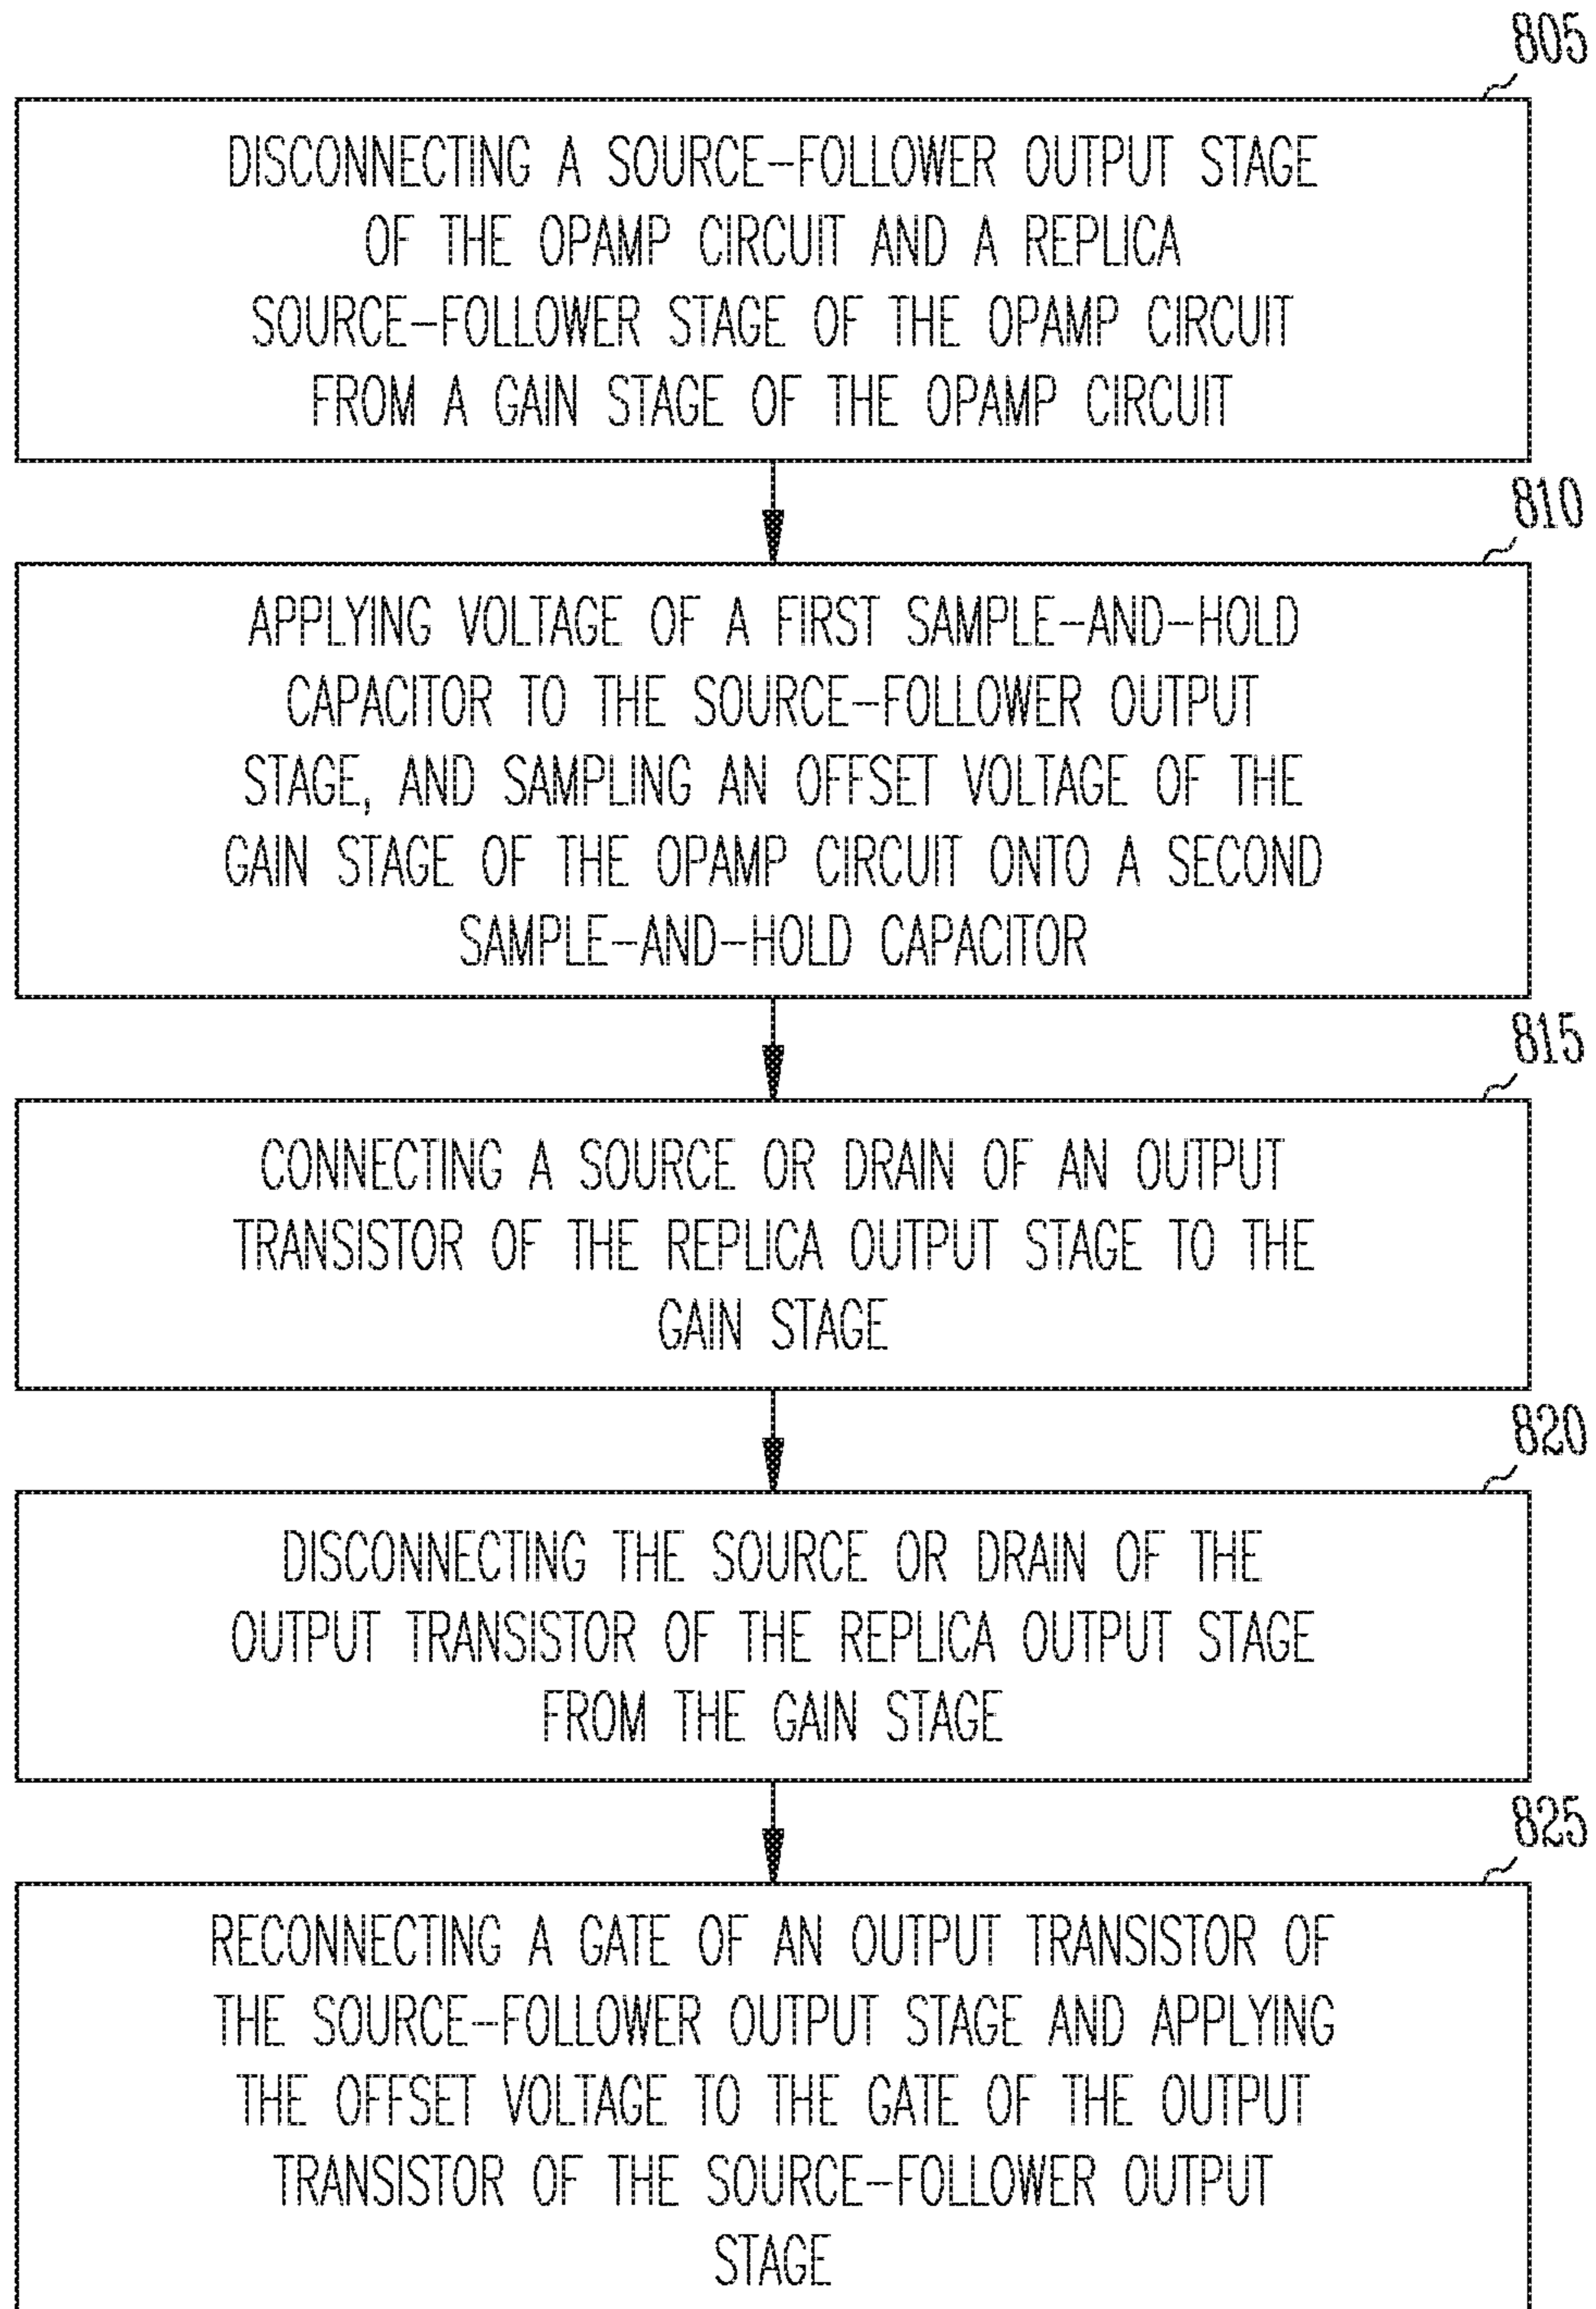 805
DISCONNECTING A SOURCE-FOLLOWER OUTPUT STAGE
OF THE OPAMP CIRCUIT AND A REPLICA
SOURCE-FOLLOWER STAGE OF THE OPAMP CIRCUIT
FROM A GAIN STAGE OF THE OPAMP CIRCUIT
810
APPLYING VOLTAGE OF A FIRST SAMPLE-AND-HOLD
CAPACITOR TO THE SOURCE-FOLLOWER OUTPUT
STAGE, AND SAMPLING AN OFFSET VOLTAGE OF THE
GAIN STAGE OF THE OPAMP CIRCUIT ONTO A SECOND
SAMPLE-AND-HOLD CAPACITOR
815
CONNECTING A SOURCE OR DRAIN OF AN OUTPUT
TRANSISTOR OF THE REPLICA OUTPUT STAGE TO THE
GAIN STAGE
820
DISCONNECTING THE SOURCE OR DRAIN OF THE
OUTPUT TRANSISTOR OF THE REPLICA OUTPUT STAGE
FROM THE GAIN STAGE
825
RECONNECTING A GATE OF AN OUTPUT TRANSISTOR OF
THE SOURCE-FOLLOWER OUTPUT STAGE AND APPLYING
THE OFFSET VOLTAGE TO THE GATE OF THE OUTPUT
TRANSISTOR OF THE SOURCE-FOLLOWER OUTPUT
STAGE